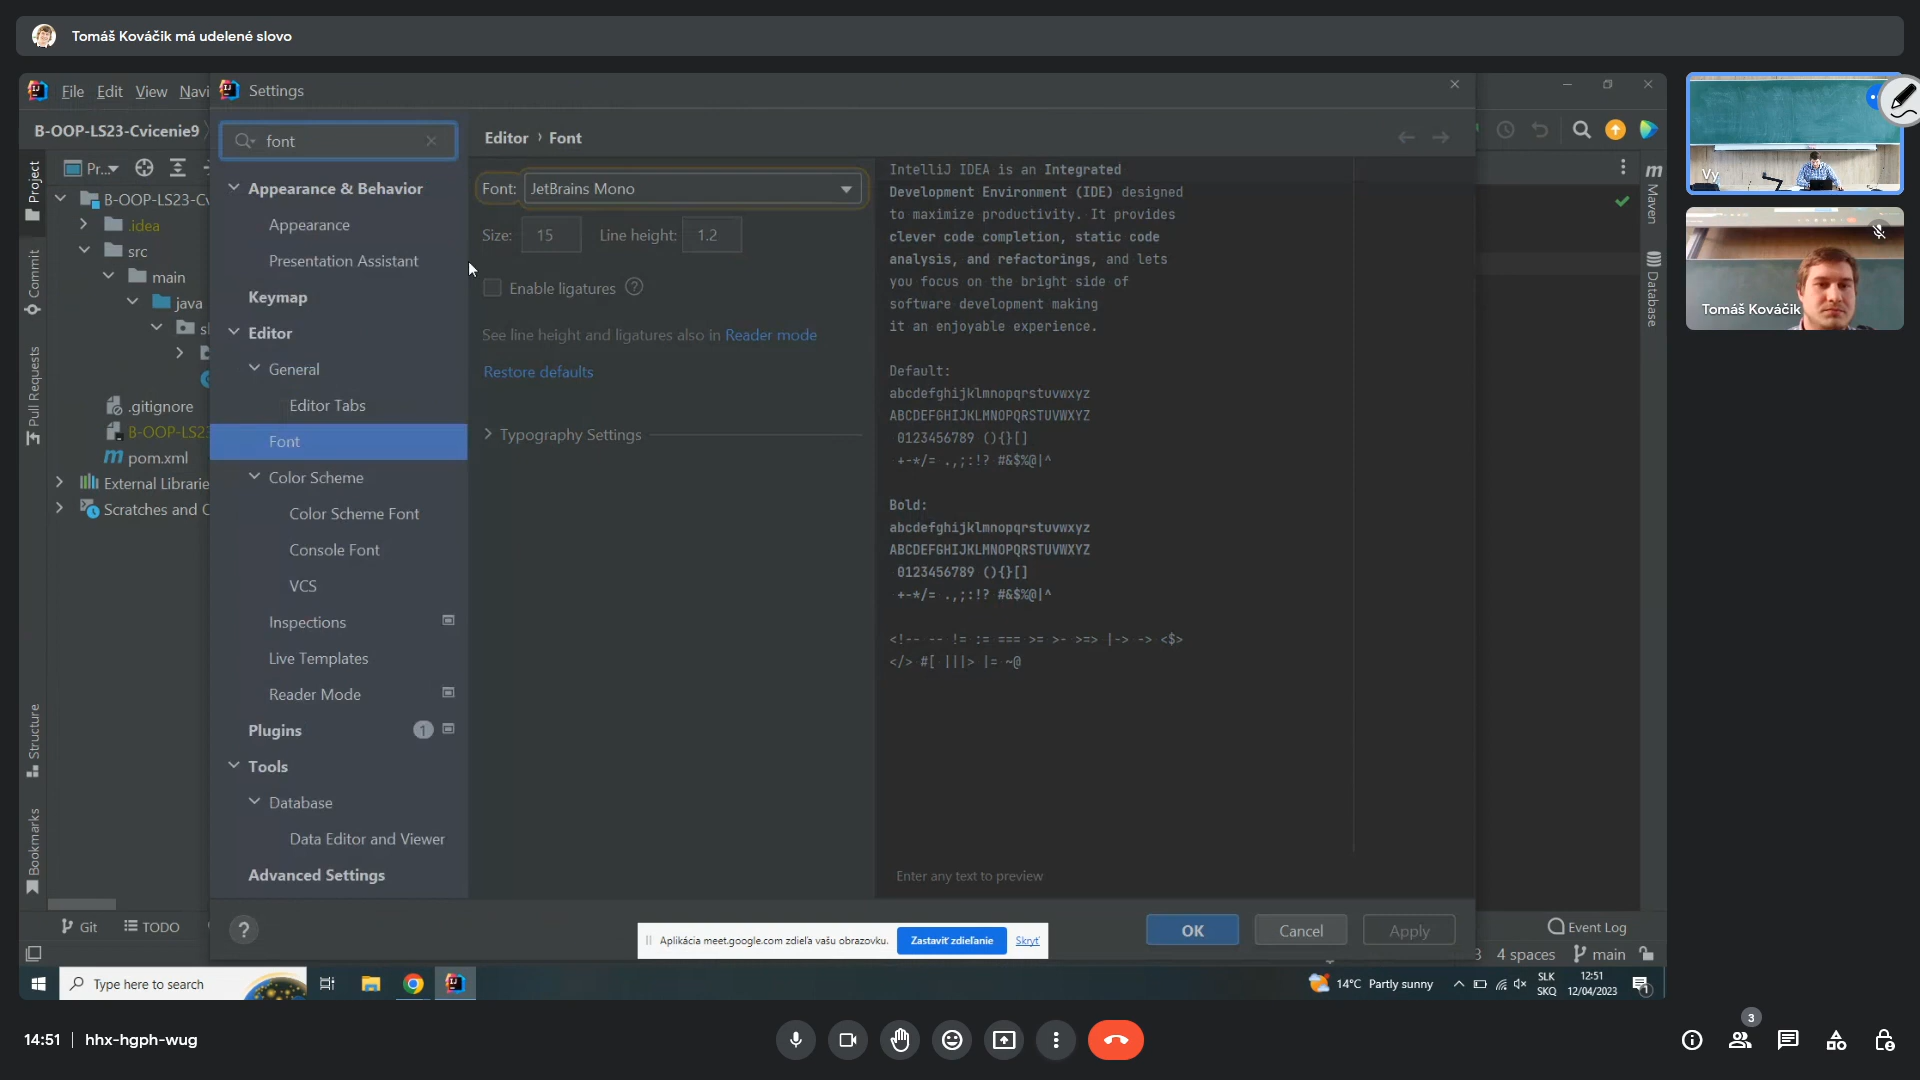 Tomáš Kováčik má udelené slovo
File Edit View Navi
Settings
B-OOP-LS23-Cvicenie9
font
Editor › Font
Project
Pr...
B-OOP-LS23-Cv
.idea
src
main
java
sl
.gitignore
B-OOP-LS23
pom.xml
External Librarie
Scratches and C
Commit
Pull Requests
Structure
Bookmarks
Appearance & Behavior
Appearance
Presentation Assistant
Keymap
Editor
General
Editor Tabs
Font
Color Scheme
Color Scheme Font
Console Font
VCS
Inspections
Live Templates
Reader Mode
Plugins 1
Tools
Database
Data Editor and Viewer
Advanced Settings
Font: JetBrains Mono
Size: 15 Line height: 1.2
Enable ligatures ?
See line height and ligatures also in Reader mode
Restore defaults
Typography Settings
IntelliJ IDEA is an Integrated
Development Environment (IDE) designed
to maximize productivity. It provides
clever code completion, static code
analysis, and refactorings, and lets
you focus on the bright side of
software development making
it an enjoyable experience.
Default:
abcdefghijklmnopqrstuvwxyz
ABCDEFGHIJKLMNOPQRSTUVWXYZ
0123456789 (){}[]
+-*/= .,;:!? #&$%@|^
Bold:
abcdefghijklmnopqrstuvwxyz
ABCDEFGHIJKLMNOPQRSTUVWXYZ
0123456789 (){}[]
+-*/= .,;:!? #&$%@|^
<!-- -- != := === >= >- >=> |-> -> <$>
</> #[ |||> |= ~@
Enter any text to preview
Maven
Database
Vy
Tomáš Kováčik
Git TODO
?
Aplikácia meet.google.com zdieľa vašu obrazovku. Zastaviť zdieľanie Skryť
OK Cancel Apply
Event Log
4 spaces main
Type here to search
14°C Partly sunny
SLK
SKQ
12:51
12/04/2023
1
14:51 | hhx-hgph-wug
3